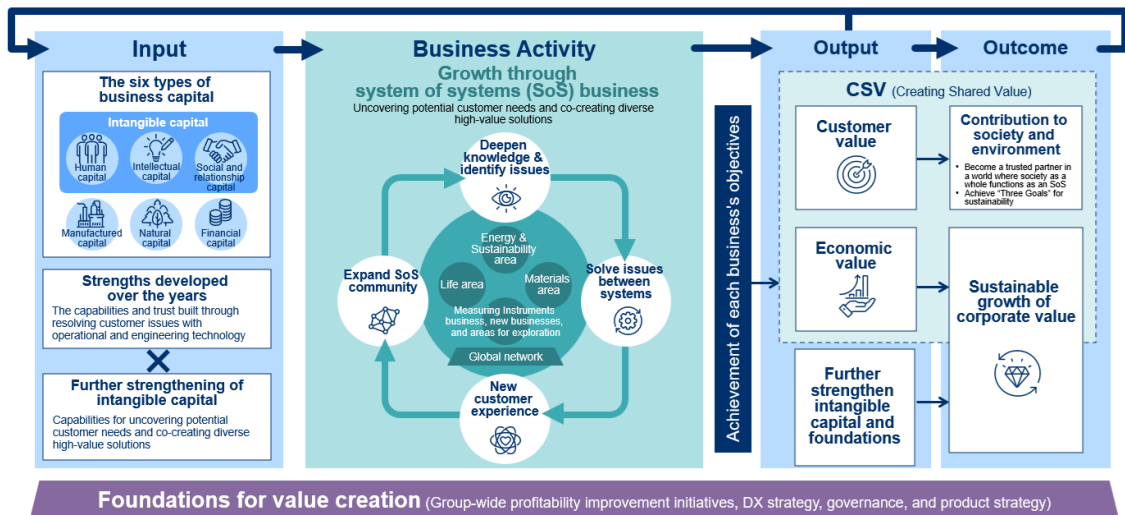 Input
The six types of
business capital
Intangible capital
Human
capital
Intellectual
capital
Social and
relationship
capital
Manufactured
capital
Natural
capital
Financial
capital
Strengths developed
over the years
The capabilities and trust built through
resolving customer issues with
operational and engineering technology
Further strengthening of
intangible capital
Capabilities for uncovering potential
customer needs and co-creating diverse
high-value solutions
Business Activity
Growth through
system of systems (SoS) business
Uncovering potential customer needs and co-creating diverse
high-value solutions
Deepen
knowledge &
identify issues
Energy &
Sustainability
area
Expand SoS
community
Life area
Materials
area
Solve issues
between
systems
Measuring Instruments
business, new businesses,
and areas for exploration
Global network
New
customer
experience
Achievement of each business's objectives
Output
Outcome
CSV (Creating Shared Value)
Customer
value
Contribution to
society and
environment
• Become a trusted partner in
a world where society as a
whole functions as an SoS
• Achieve "Three Goals" for
sustainability
Economic
value
Sustainable
growth of
corporate value
Further
strengthen
intangible
capital and
foundations
Foundations for value creation (Group-wide profitability improvement initiatives, DX strategy, governance, and product strategy)